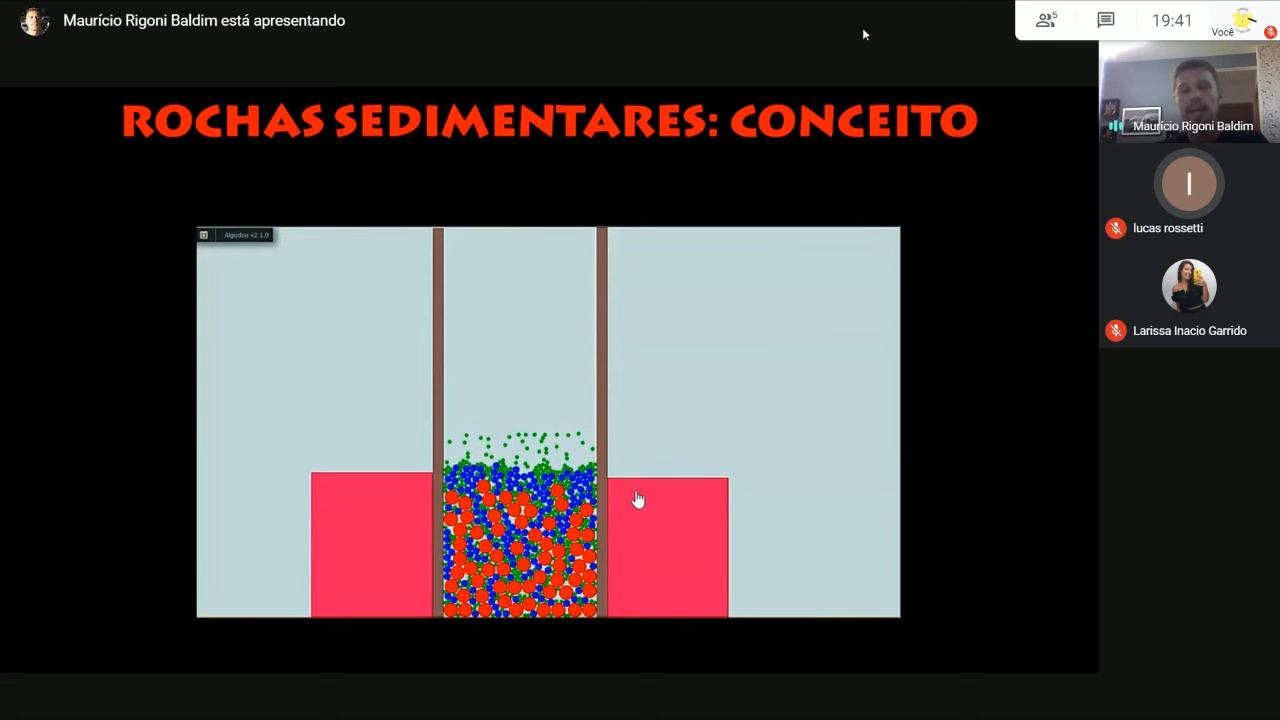 Maurício Rigoni Baldim está apresentando
5
19:41
Você
ROCHAS SEDIMENTARES: CONCEITO
Maurício Rigoni Baldim
Algodoo v2.1.0
l
lucas rossetti
Larissa Inacio Garrido